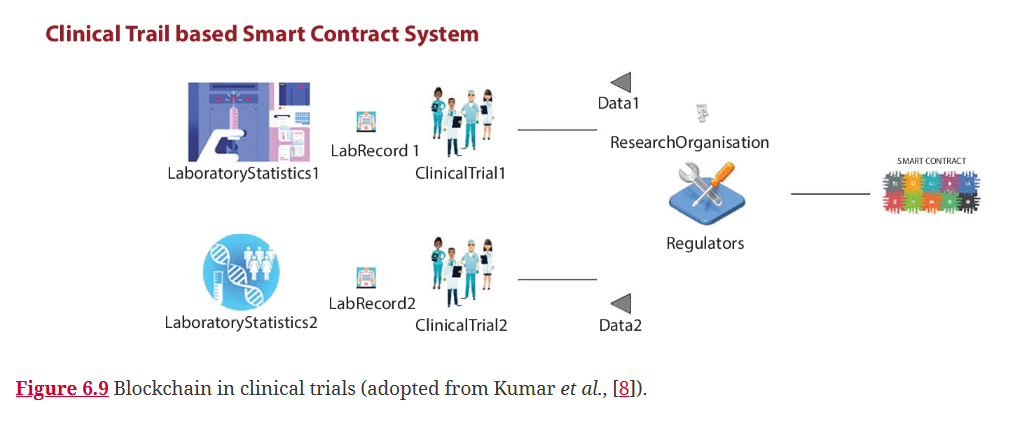 Clinical Trail based Smart Contract System
Data1
LabRecord 1
ResearchOrganisation
LaboratoryStatistics1
ClinicalTrial1
SMART CONTRACT
Regulators
LabRecord2
LaboratoryStatistics2
ClinicalTrial2
Data2
Figure 6.9 Blockchain in clinical trials (adopted from Kumar et al., [8]).